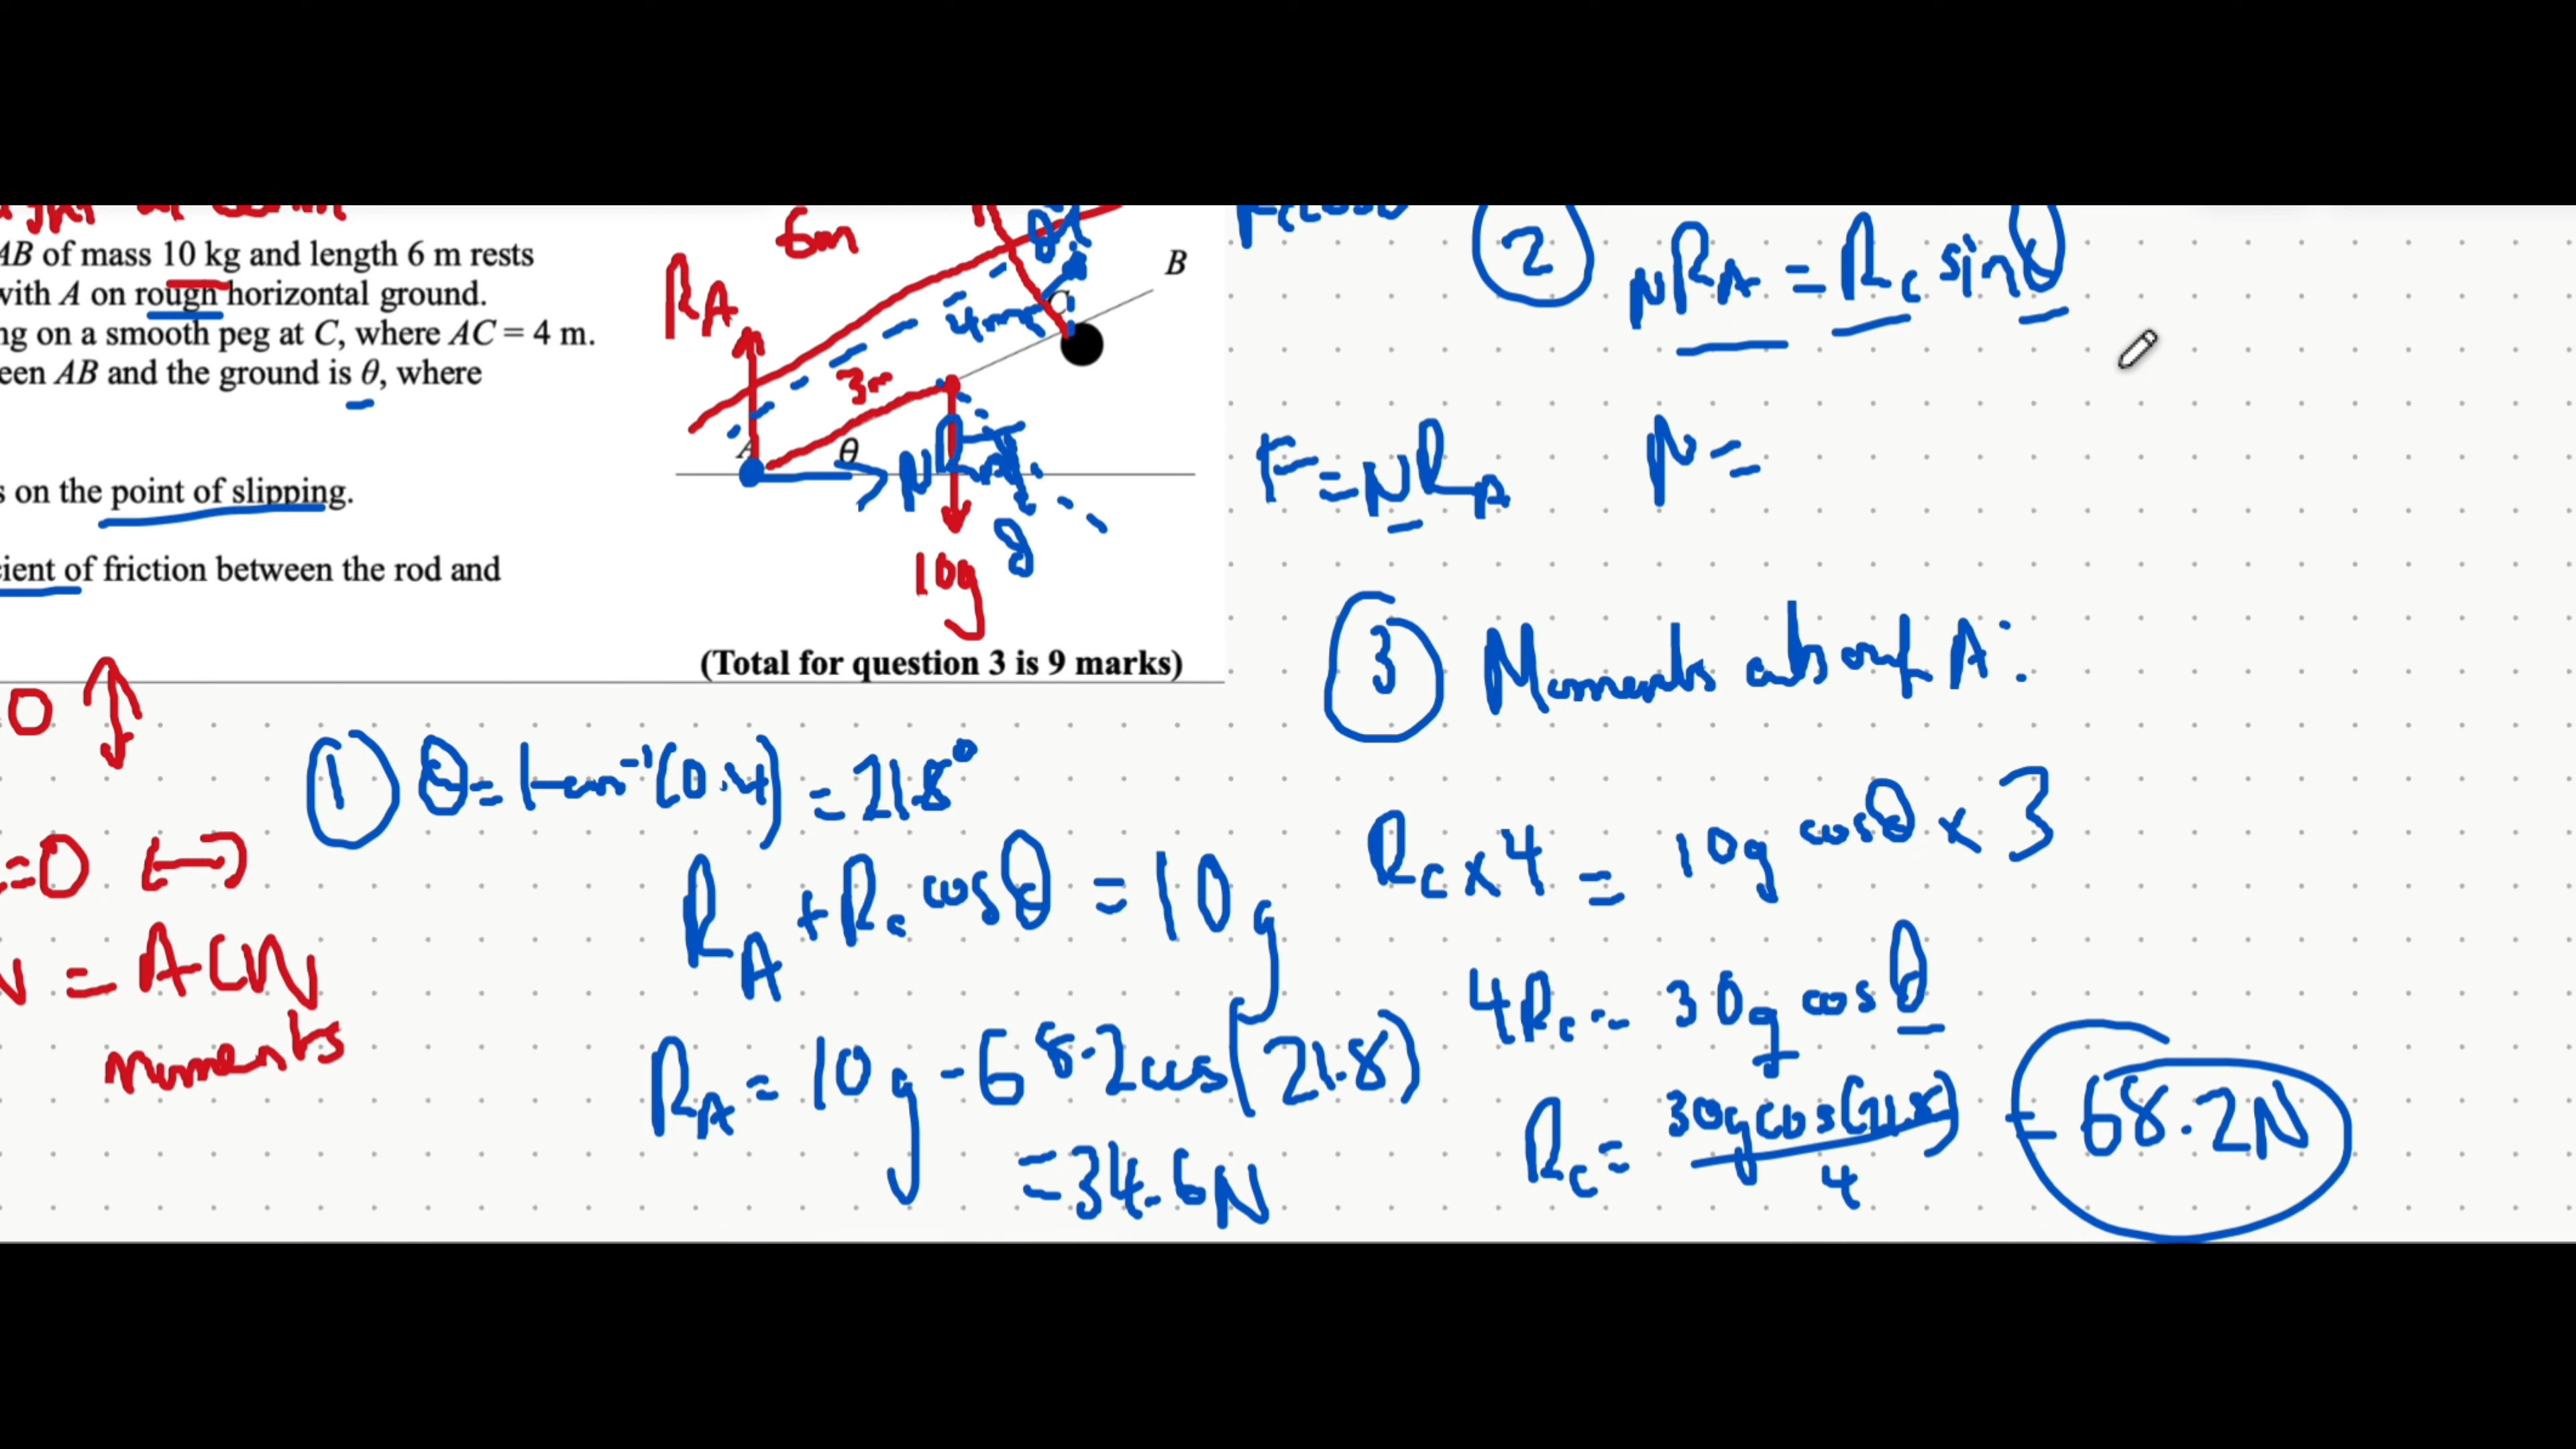 AB of mass 10 kg and length 6 m rests
with A on rough horizontal ground.
ng on a smooth peg at C, where AC = 4 m.
een AB and the ground is θ, where
s on the point of slipping.
cient of friction between the rod and
6m
R_A
4m
C
B
3m
A
θ
10g
(Total for question 3 is 9 marks)
② μR_A = R_C sinθ
F = μR_A
μ =
③ Moments about A:
R_C × 4 = 10g cosθ × 3
4R_C = 30g cosθ
R_C = 30g cos(21.8) / 4 = 68.2N
0 ↕
① θ = tan⁻¹(0.4) = 21.8°
=0 ↔
R_A + R_C cosθ = 10g
= ACW
moments
R_A = 10g - 68.2cos(21.8)
= 34.6N